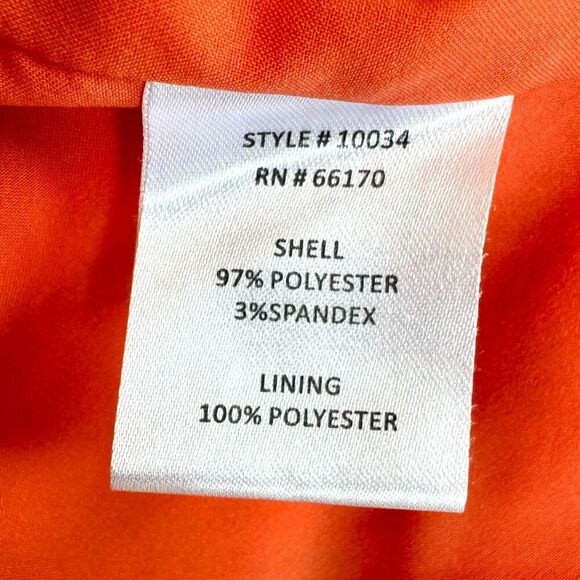 STYLE # 10034
RN # 66170
SHELL
97% POLYESTER
3%SPANDEX
LINING
100% POLYESTER